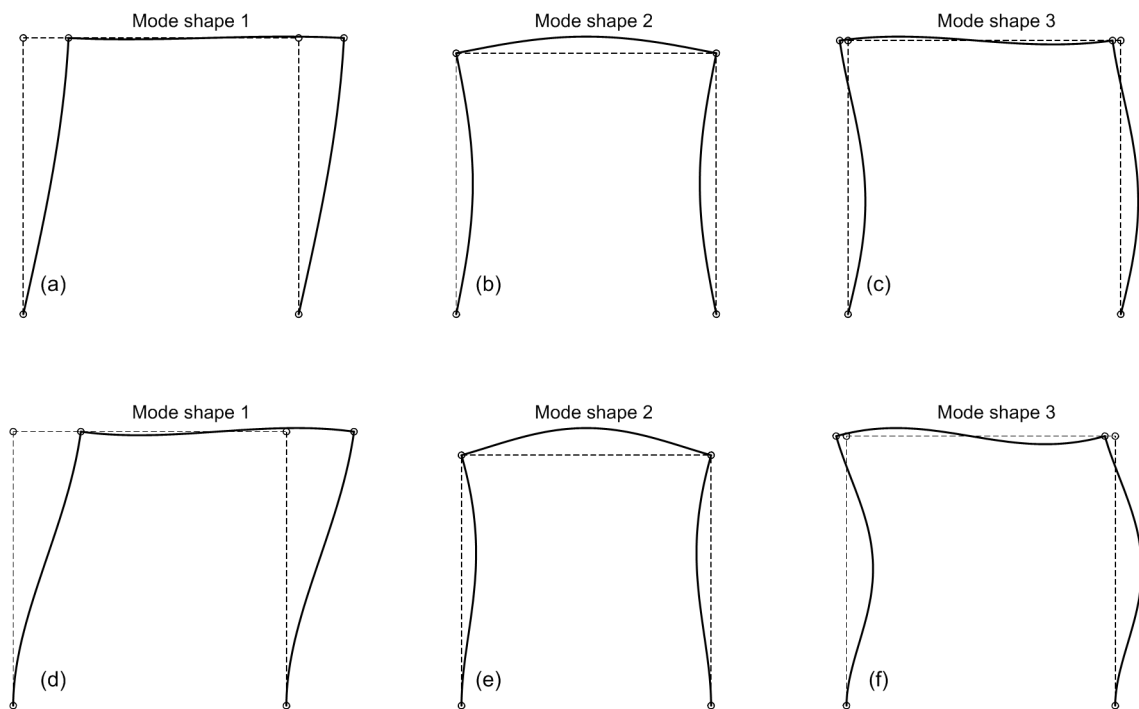 Mode shape 1
Mode shape 2
Mode shape 3
(a)
(b)
(c)
Mode shape 1
Mode shape 2
Mode shape 3
(d)
(e)
(f)